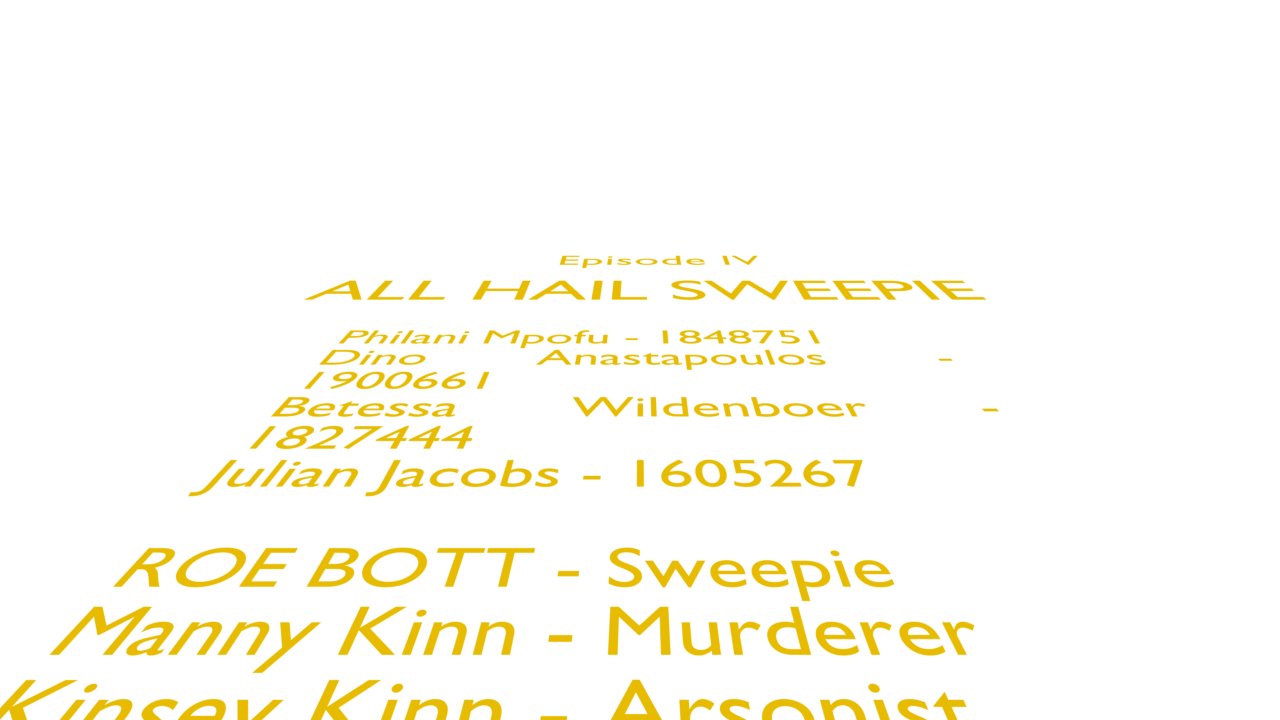 Episode IV
ALL HAIL SWEEPIE
Philani Mpofu - 1848751
Dino Anastapoulos -
1900661
Betessa Wildenboer -
1827444
Julian Jacobs - 1605267
ROE BOTT - Sweepie
Manny Kinn - Murderer
Kinsey Kinn - Arsonist